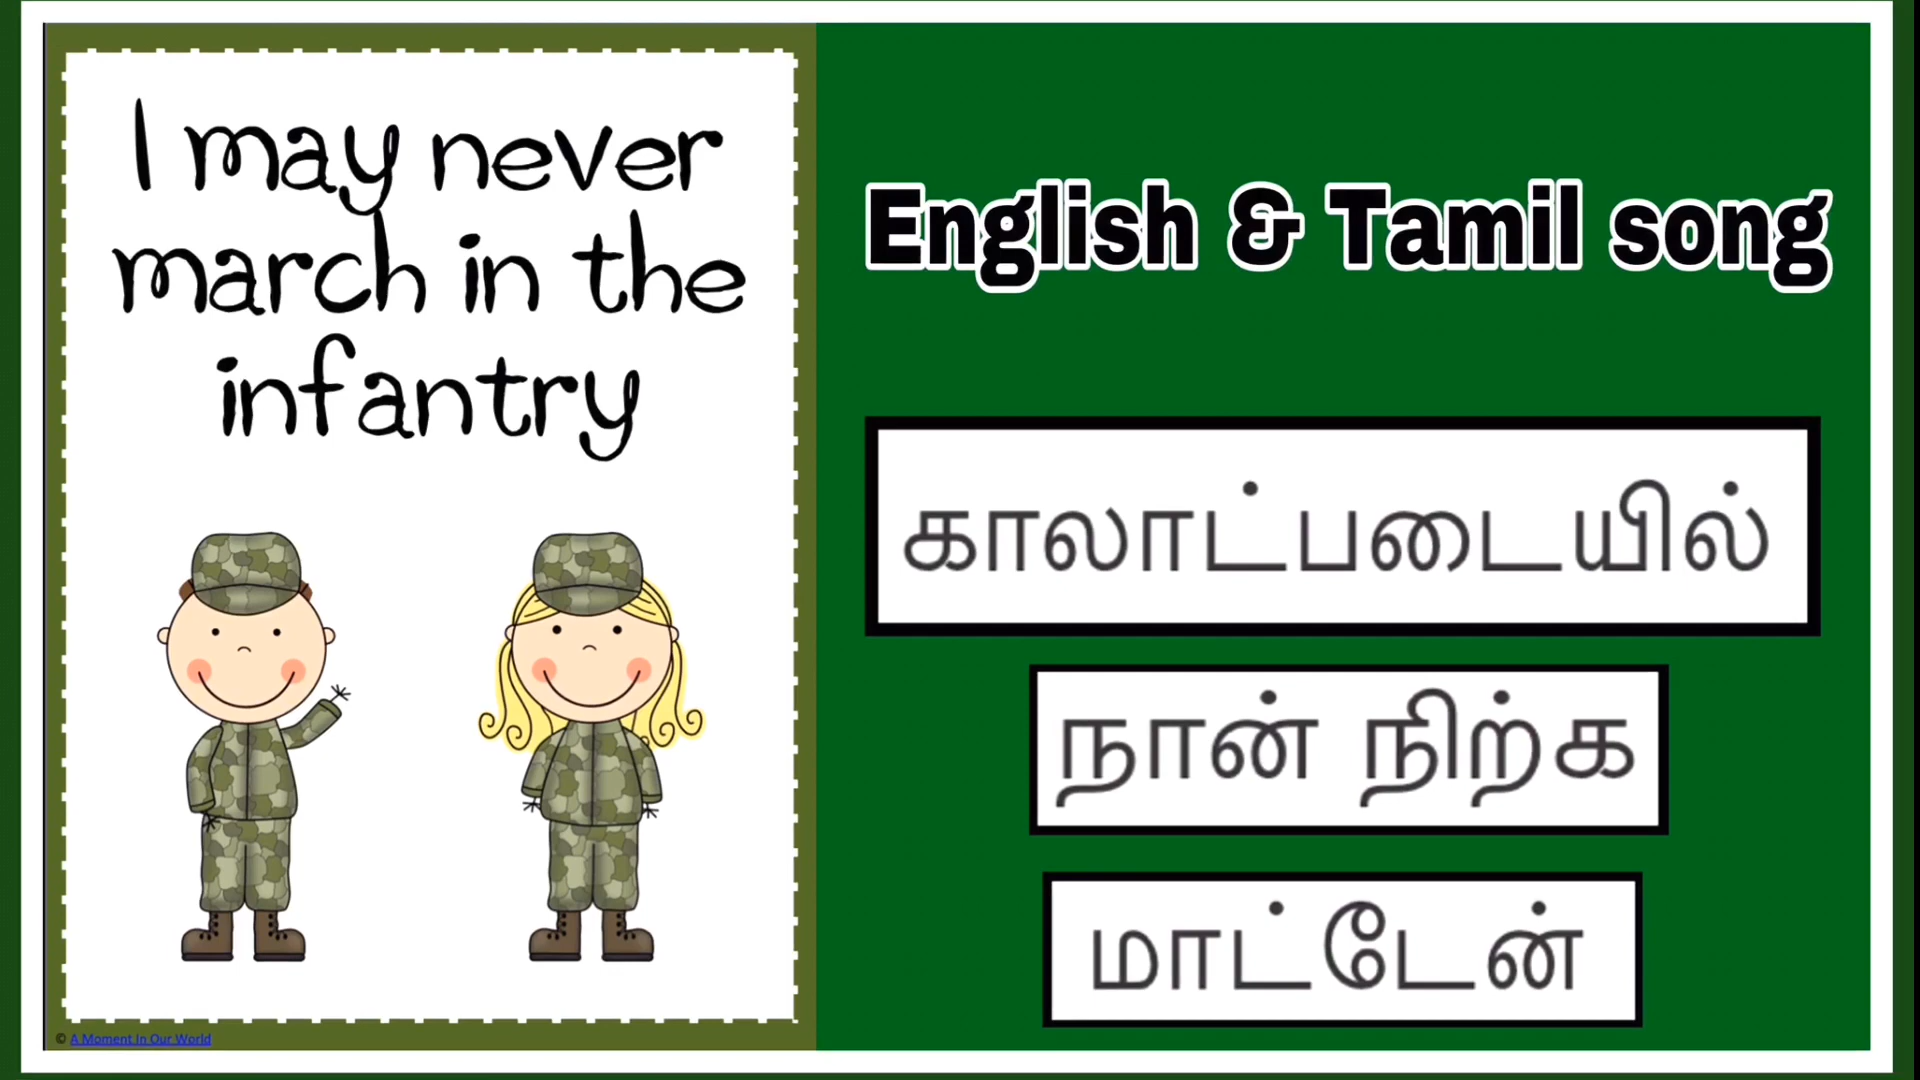 I may never
march in the
infantry
© A Moment In Our World
English & Tamil song
காலாட்படையில்
நான் நிற்க
மாட்டேன்